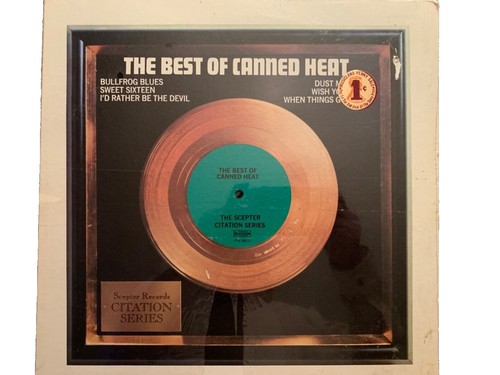 THE BEST OF CANNED HEAT
BULLFROG BLUES
SWEET SIXTEEN
I'D RATHER BE THE DEVIL
DUST
WISH
WHEN THINGS
1¢
THE BEST OF
CANNED HEAT
THE SCEPTER
CITATION SERIES
Scepter Records
CITATION
SERIES